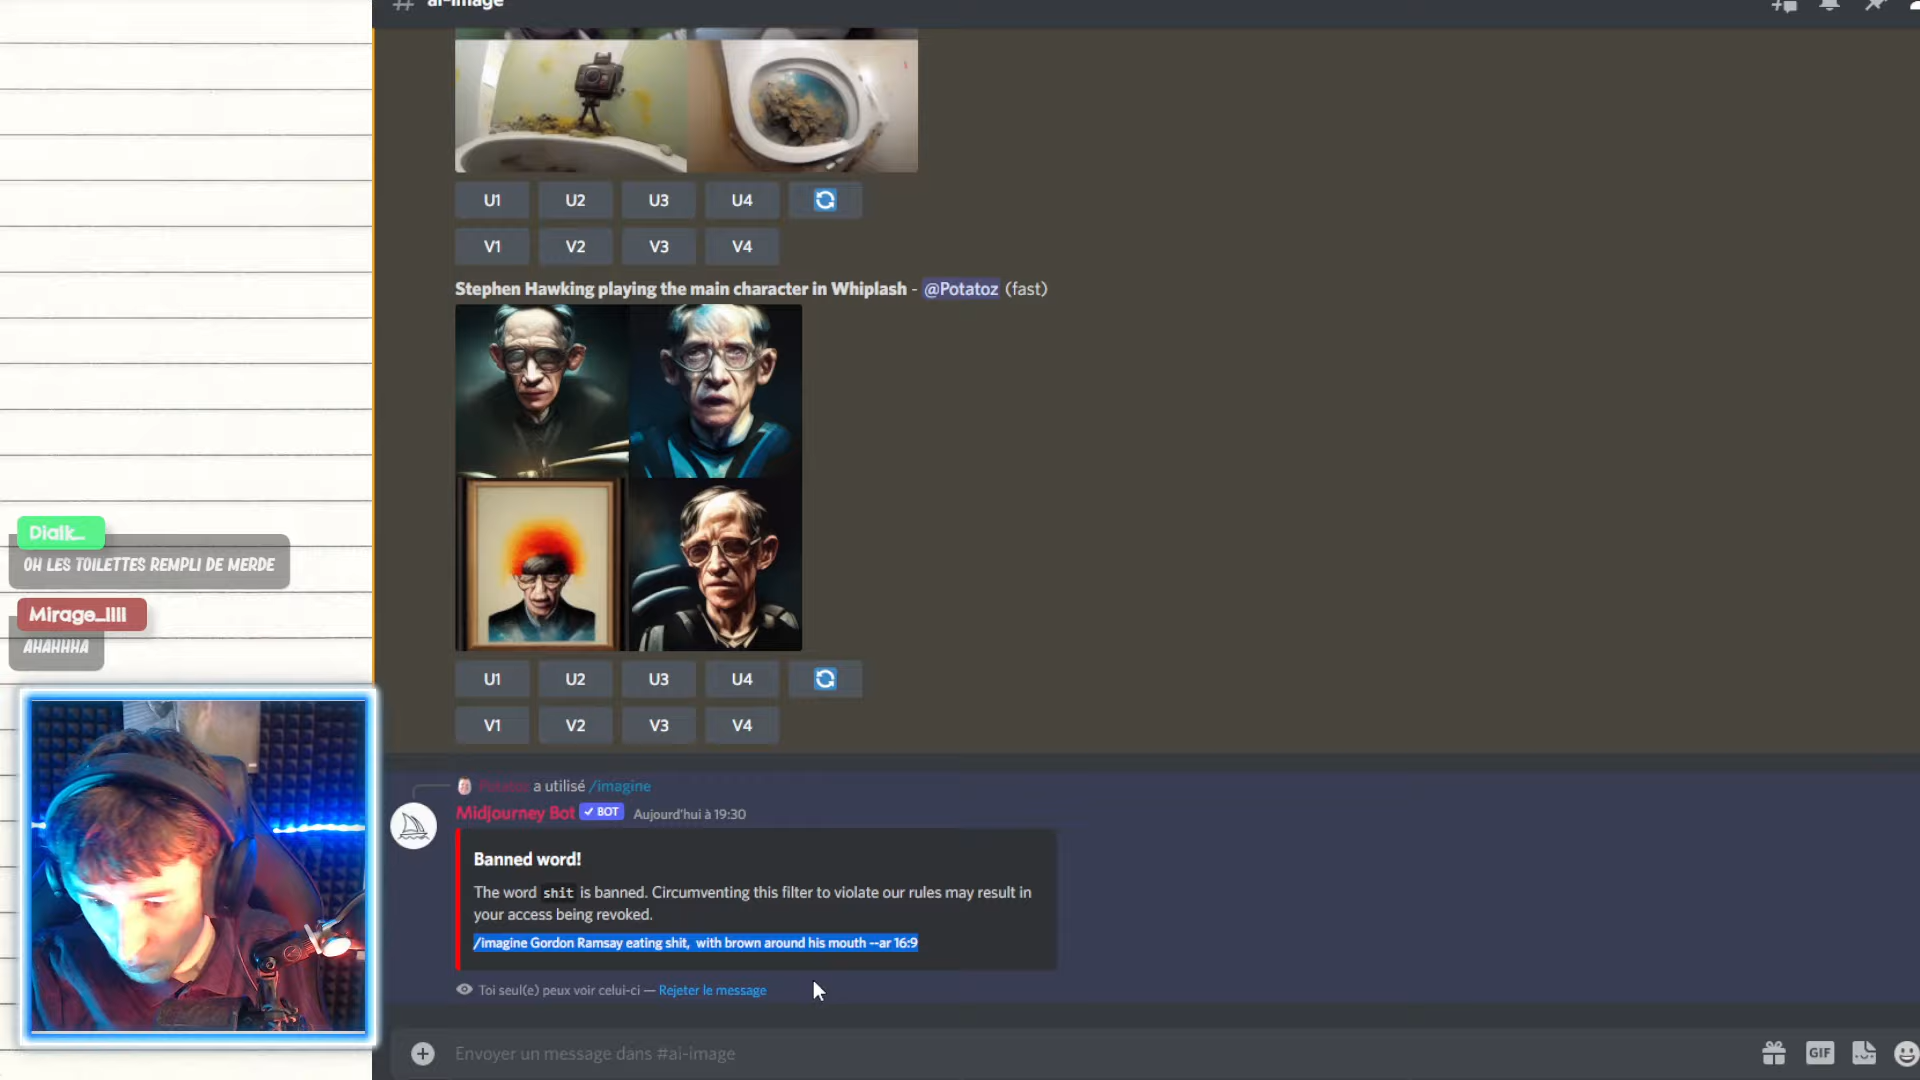 ai-image
U1 U2 U3 U4
V1 V2 V3 V4
Stephen Hawking playing the main character in Whiplash - @Potatoz (fast)
Dialk_
OH LES TOILETTES REMPLI DE MERDE
Mirage_IIII
AHAHHHA
U1 U2 U3 U4
V1 V2 V3 V4
Potatoz a utilisé /imagine
Midjourney Bot ✓ BOT Aujourd'hui à 19:30
Banned word!
The word shit is banned. Circumventing this filter to violate our rules may result in
your access being revoked.
/imagine Gordon Ramsay eating shit, with brown around his mouth --ar 16:9
Toi seul(e) peux voir celui-ci — Rejeter le message
Envoyer un message dans #ai-image
GIF